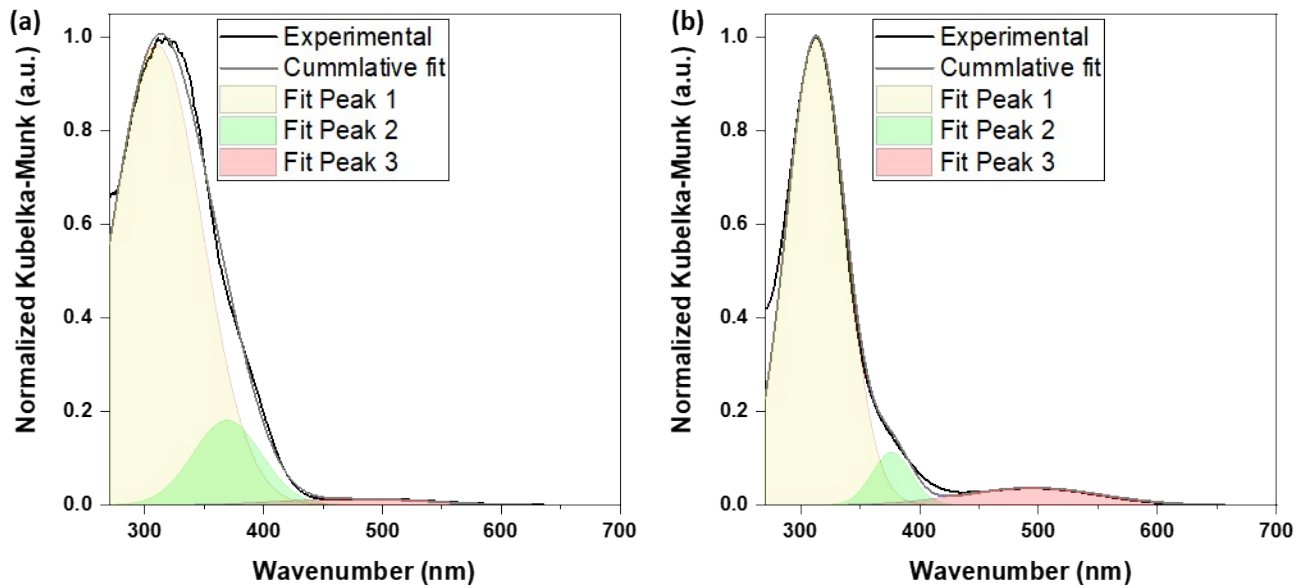 (a)
Normalized Kubelka-Munk (a.u.)
1.0
0.8
0.6
0.4
0.2
0.0
Experimental
Cummlative fit
Fit Peak 1
Fit Peak 2
Fit Peak 3
300 400 500 600 700
Wavenumber (nm)
(b)
Normalized Kubelka-Munk (a.u.)
1.0
0.8
0.6
0.4
0.2
0.0
Experimental
Cummlative fit
Fit Peak 1
Fit Peak 2
Fit Peak 3
300 400 500 600 700
Wavenumber (nm)